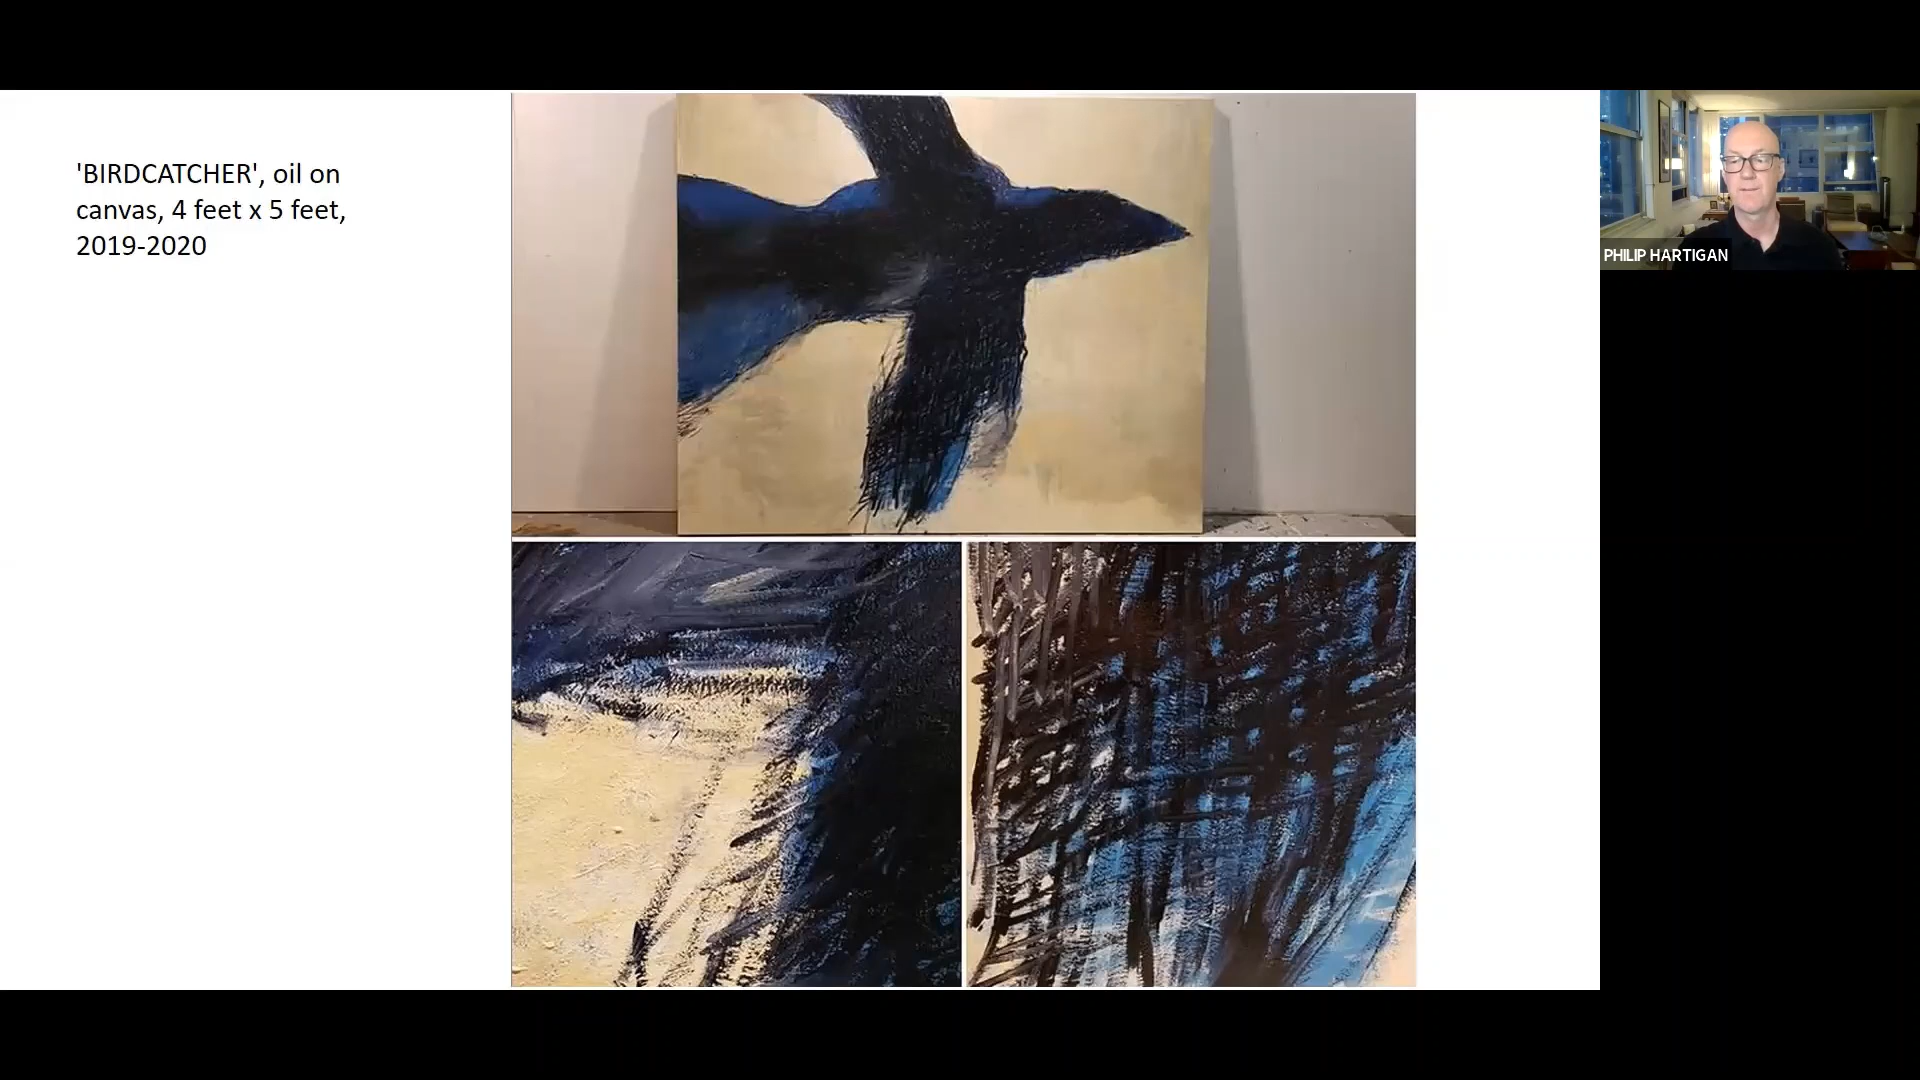 'BIRDCATCHER', oil on
canvas, 4 feet x 5 feet,
2019-2020
PHILIP HARTIGAN